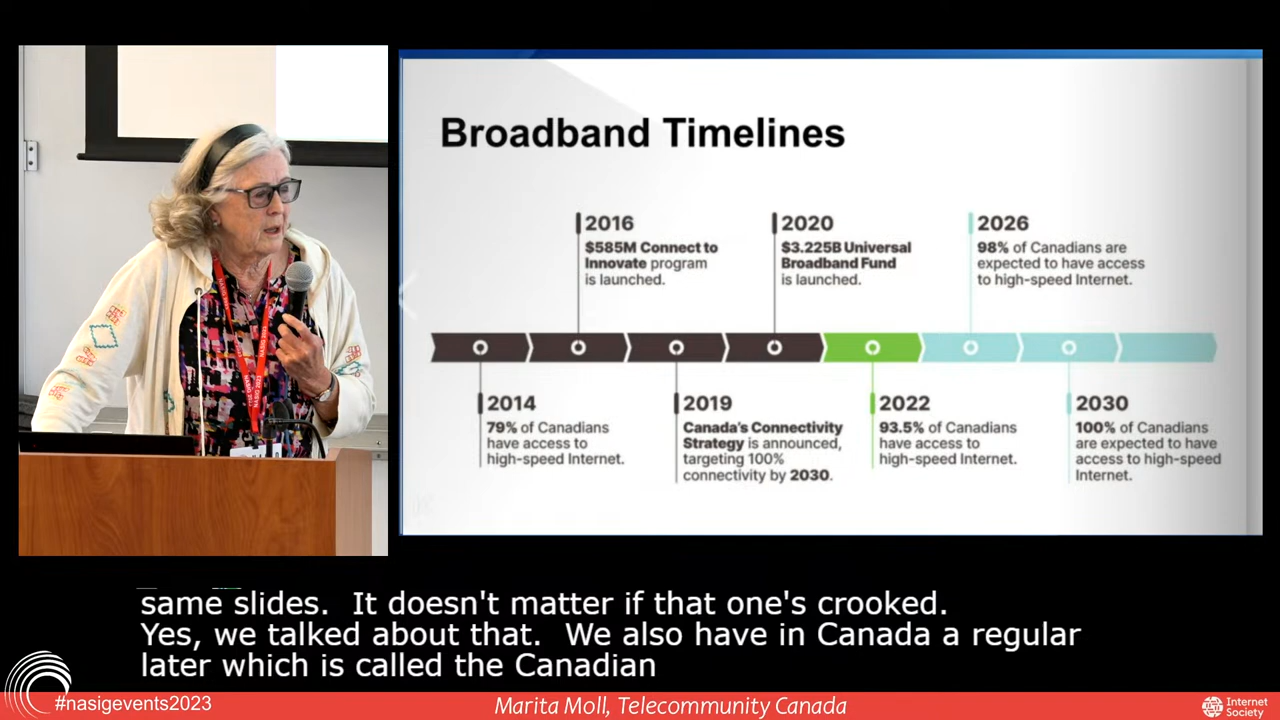 Broadband Timelines
2016
$585M Connect to
Innovate program
is launched.
2020
$3.225B Universal
Broadband Fund
is launched.
2026
98% of Canadians are
expected to have access
to high-speed Internet.
2014
79% of Canadians
have access to
high-speed Internet.
2019
Canada's Connectivity
Strategy is announced,
targeting 100%
connectivity by 2030.
2022
93.5% of Canadians
have access to
high-speed Internet.
2030
100% of Canadians
are expected to have
access to high-speed
Internet.
same slides.  It doesn't matter if that one's crooked.
Yes, we talked about that.  We also have in Canada a regular
later which is called the Canadian
#nasigevents2023
Marita Moll, Telecommunity Canada
Internet
Society